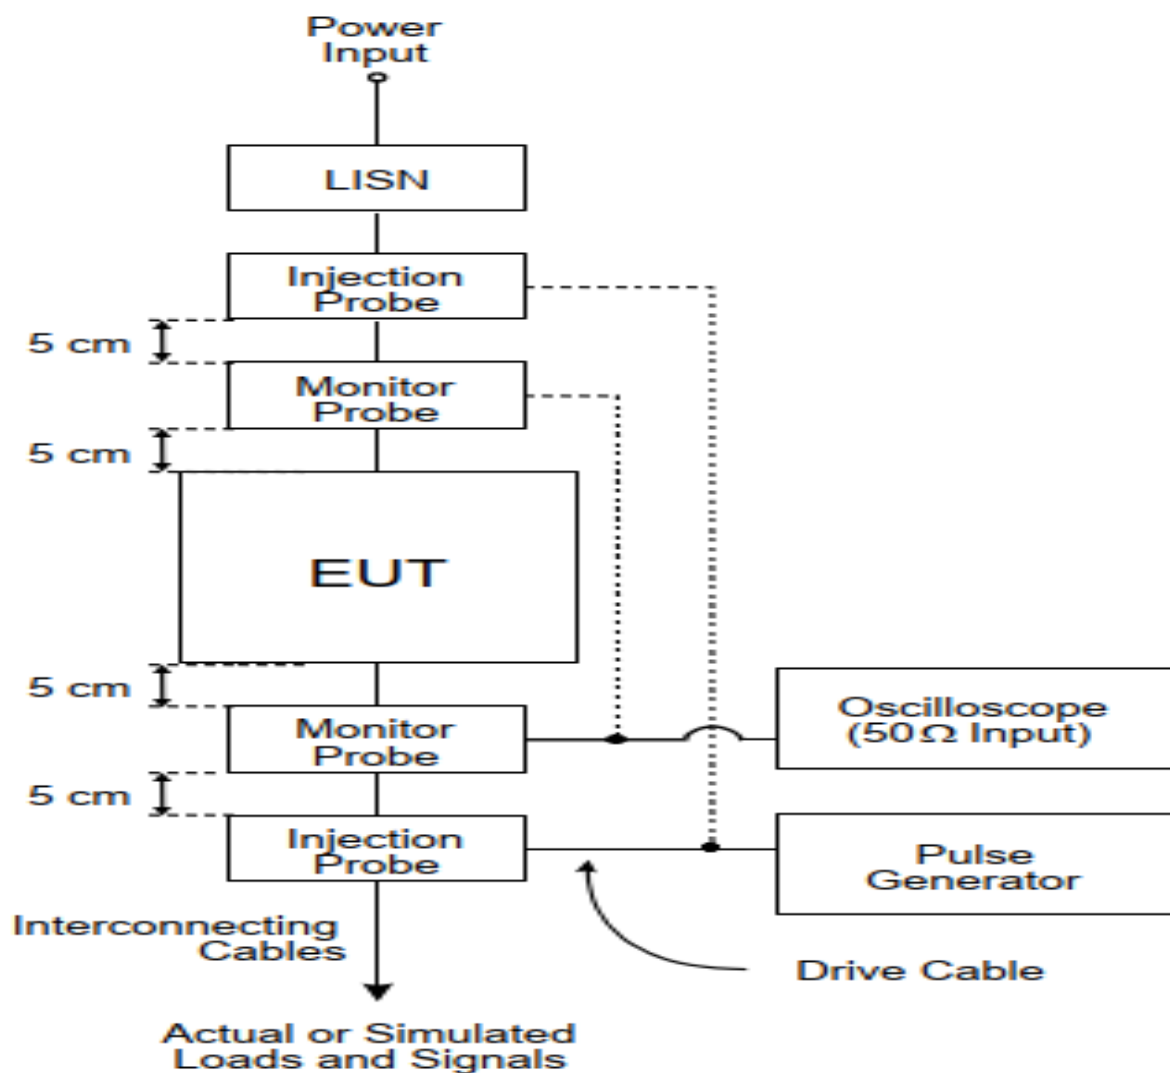 Power
Input
LISN
Injection
Probe
5 cm
Monitor
Probe
5 cm
EUT
5 cm
Monitor
Probe
Oscilloscope
(50Ω Input)
5 cm
Injection
Probe
Pulse
Generator
Interconnecting
Cables
Drive Cable
Actual or Simulated
Loads and Signals